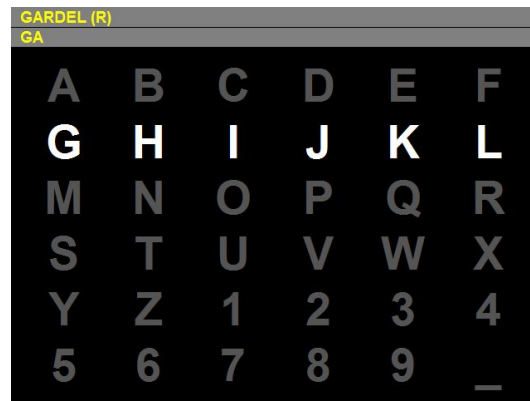 GARDEL (R)
GA
A B C D E F
G H I J K L
M N O P Q R
S T U V W X
Y Z 1 2 3 4
5 6 7 8 9 _